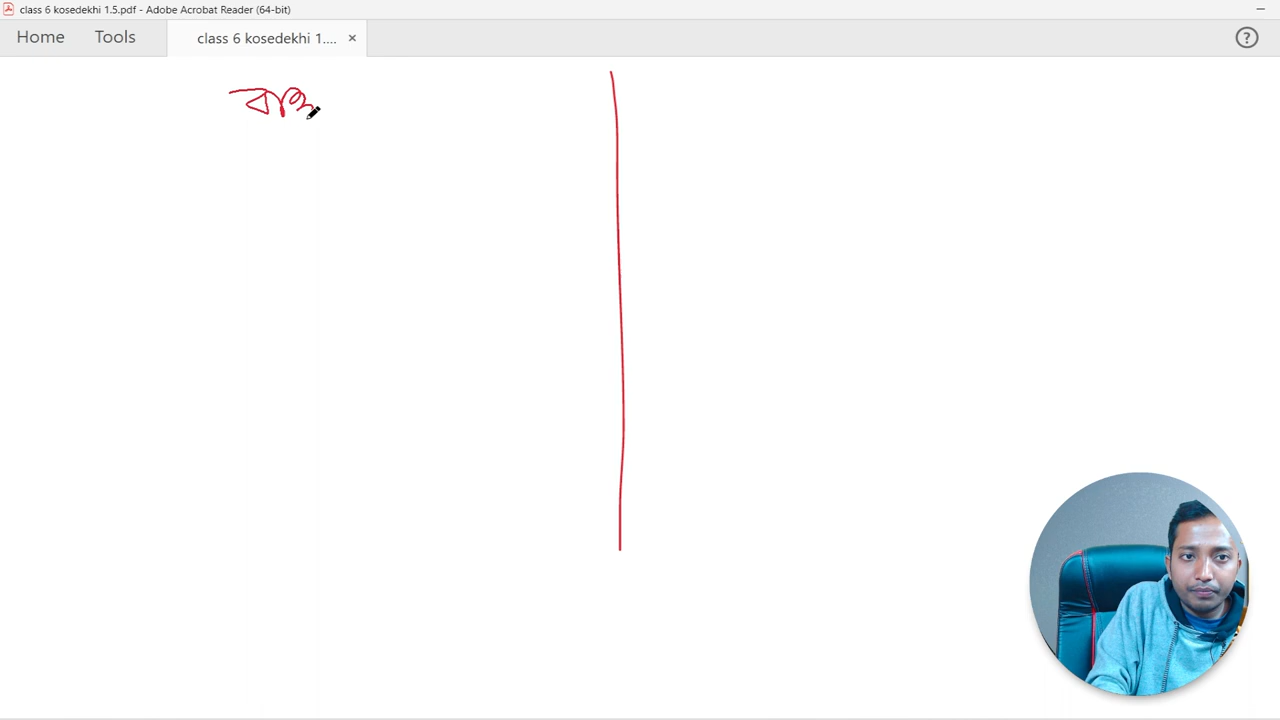 class 6 kosedekhi 1.5.pdf - Adobe Acrobat Reader (64-bit)
Home Tools class 6 kosedekhi 1....